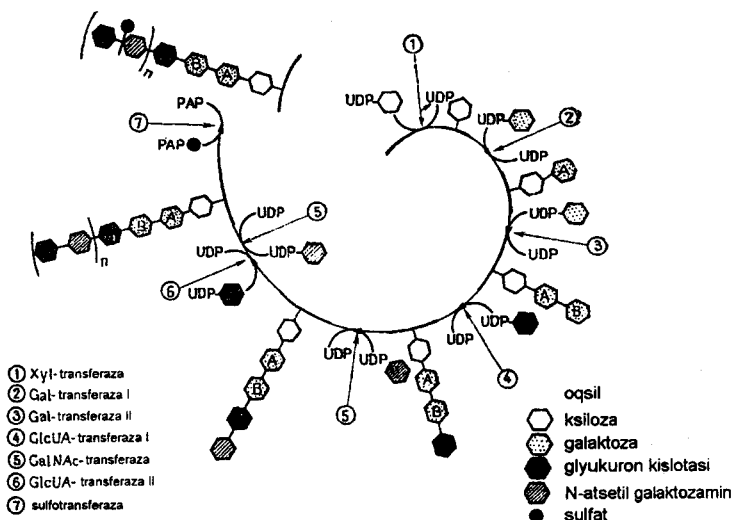 n
B
A
①
UDP
UDP
UDP
②
UDP
PAP
⑦
PAP
A
UDP
③
UDP
B
A
n
UDP
⑤
UDP
UDP
⑥
UDP
A
B
UDP
④
UDP
UDP
UDP
⑤
A
B
A
B
① Xyl-transferaza
② Gal-transferaza I
③ Gal-transferaza II
④ GlcUA-transferaza I
⑤ GalNAc-transferaza
⑥ GlcUA-transferaza II
⑦ sulfotransferaza
oqsil
ksiloza
galaktoza
glyukuron kislotasi
N-atsetil galaktozamin
sulfat